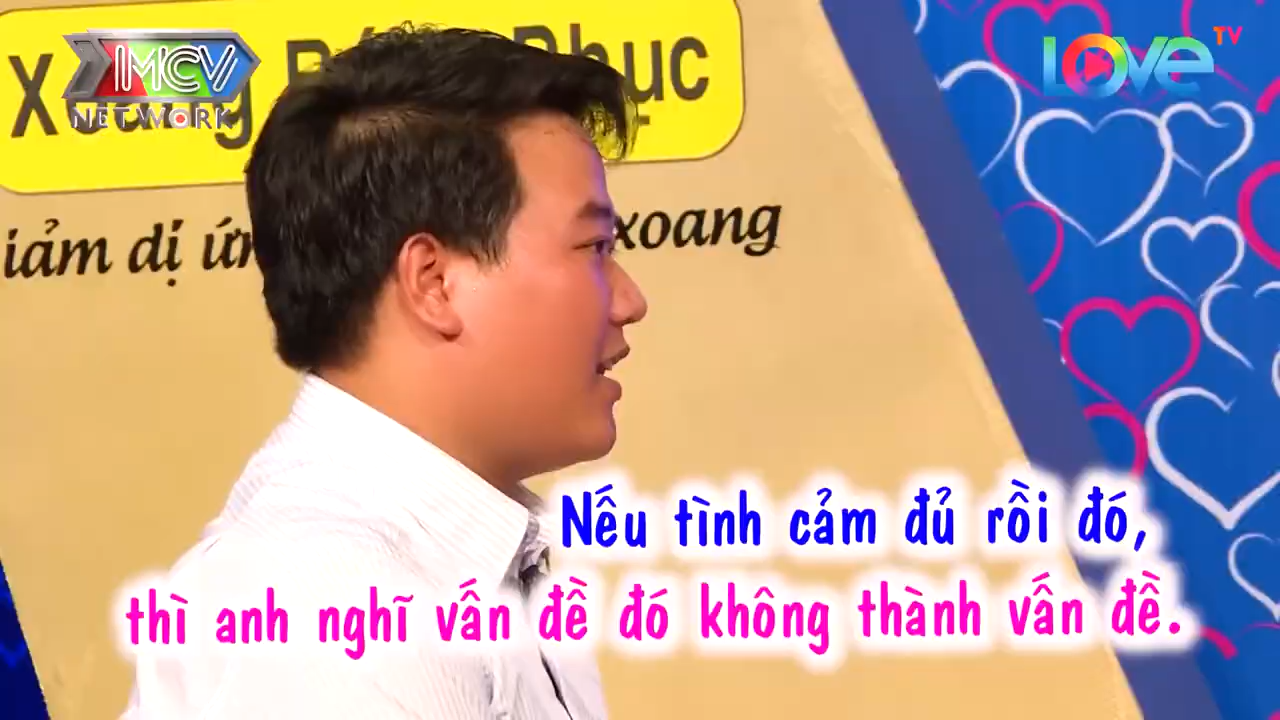 MCV
NETWORK
LOVE TV
iảm dị ứ
xoang
Nếu tình cảm đủ rồi đó,
thì anh nghĩ vấn đề đó không thành vấn đề.